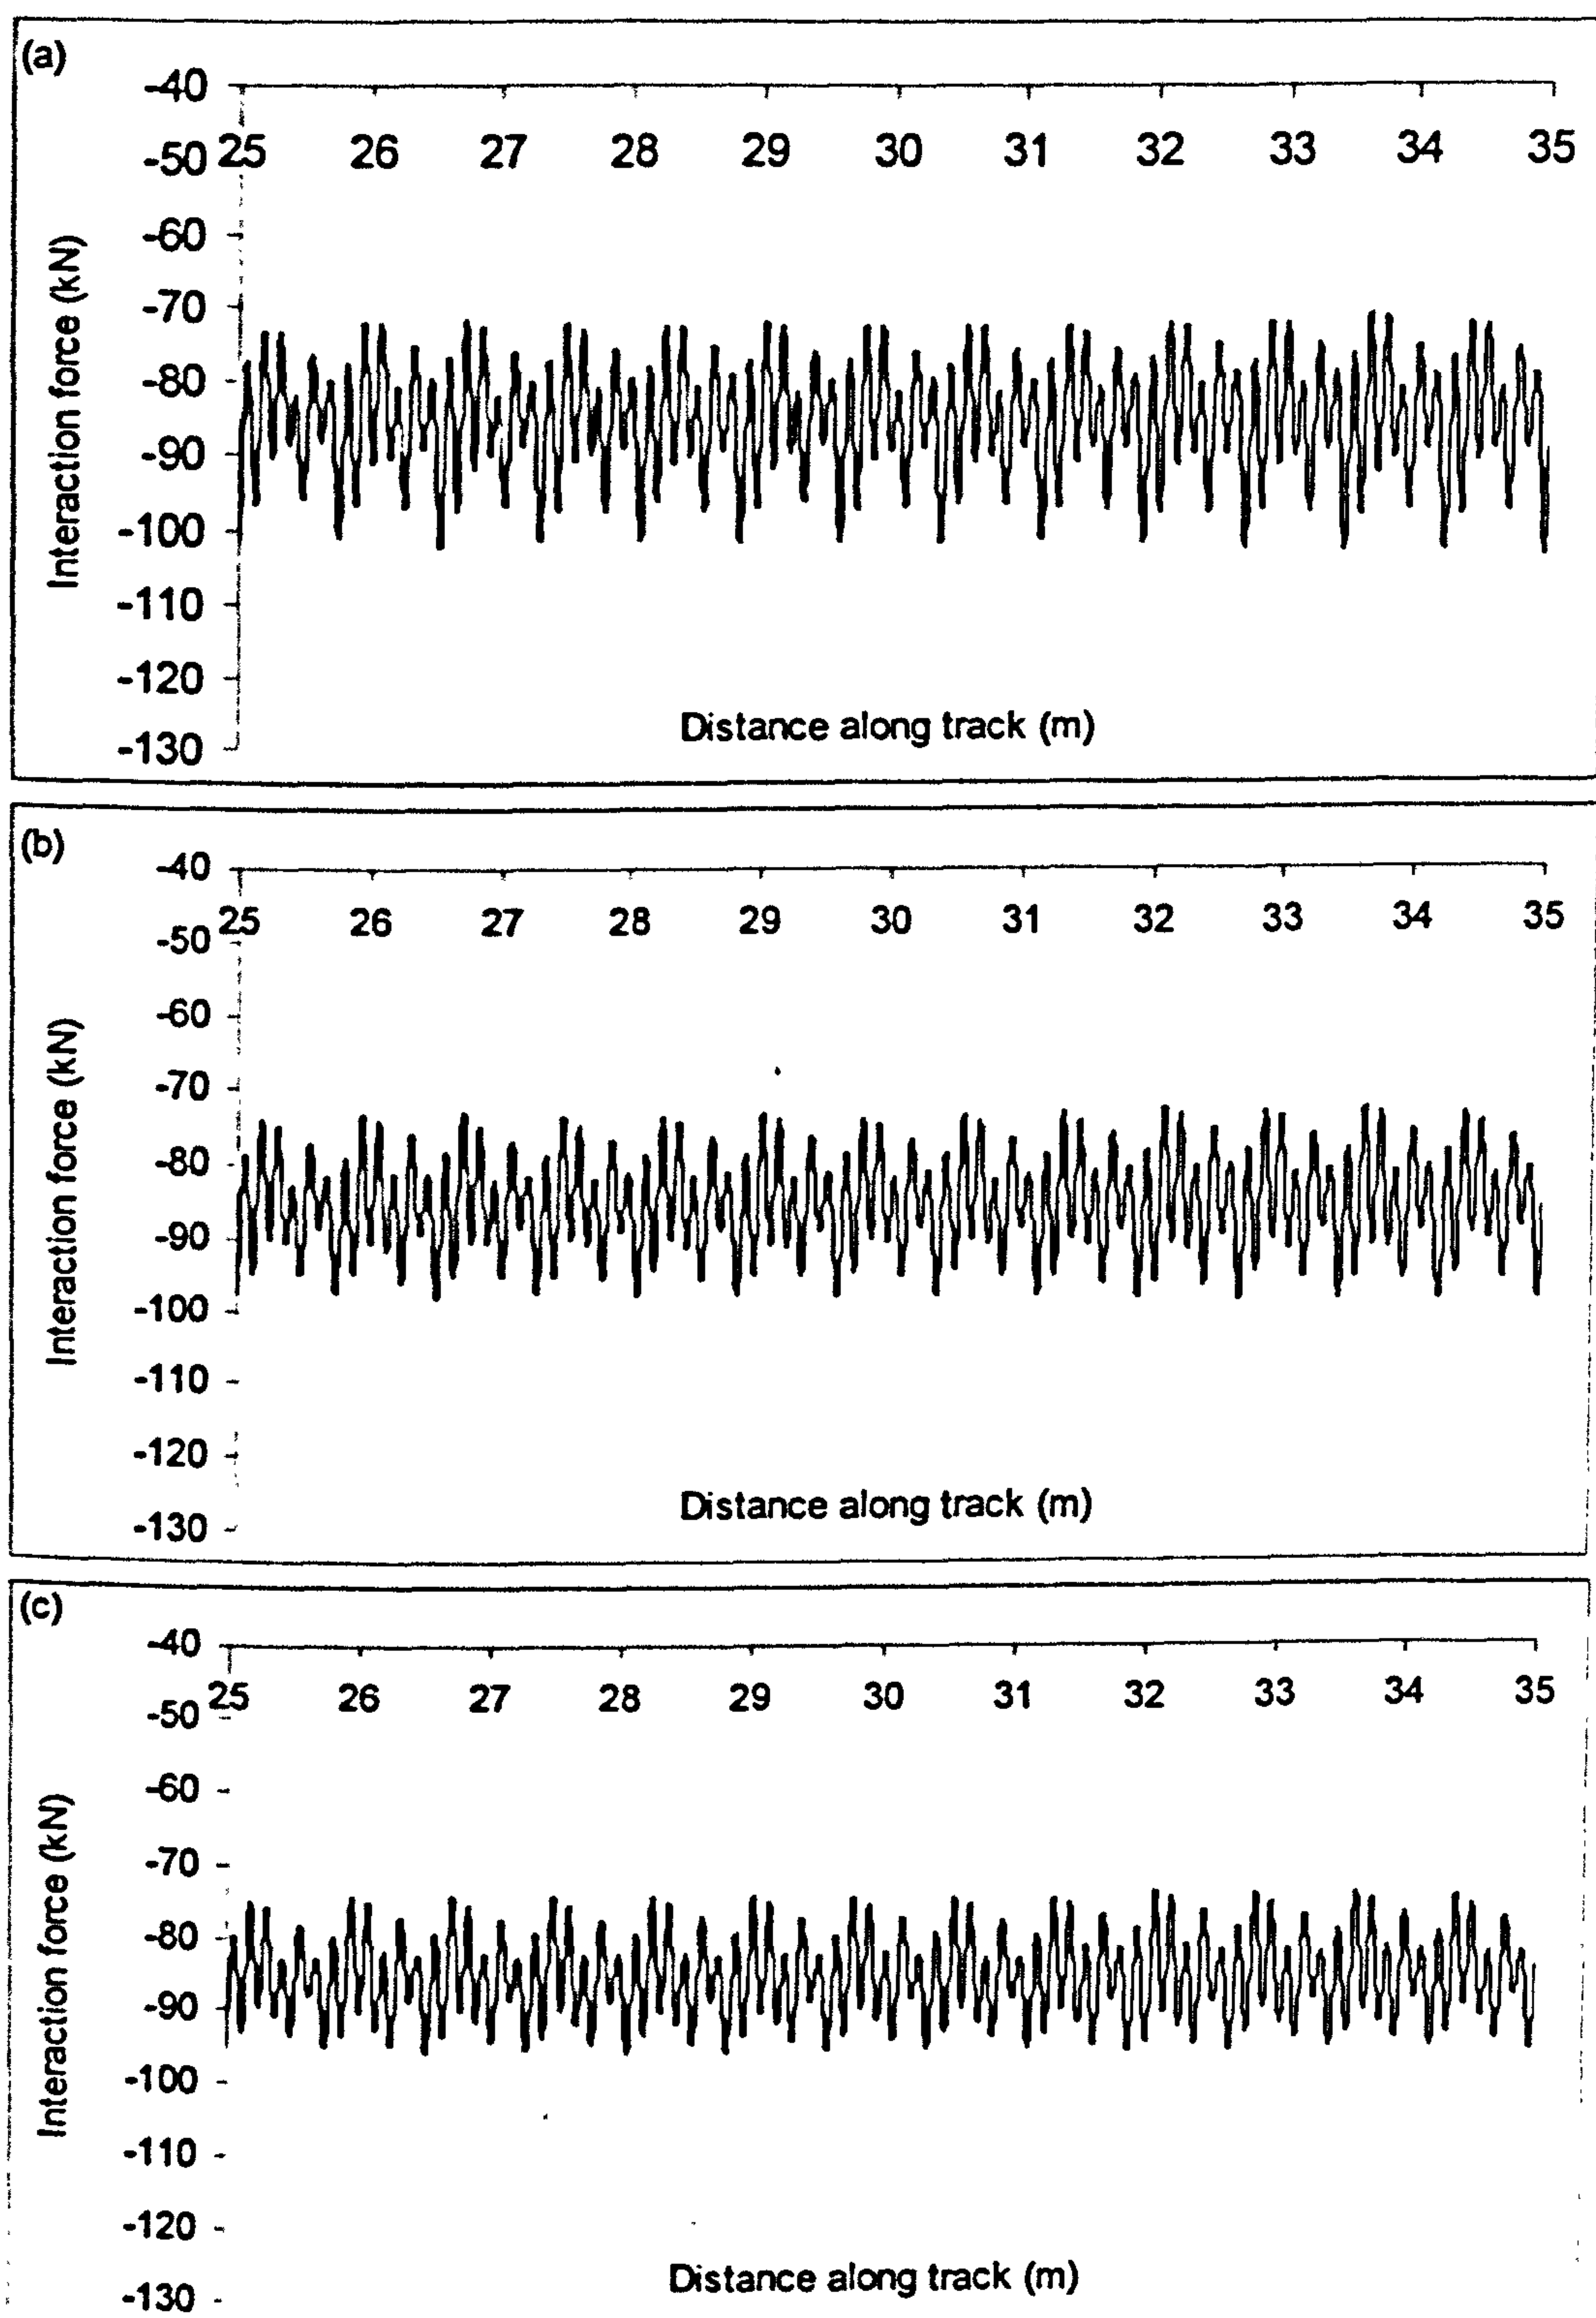 (a)
-40
25 26 27 28 29 30 31 32 33 34 35
-50
-60
-70
-80
-90
-100
-110
-120
-130
Interaction force (kN)
Distance along track (m)
(b)
-40
25 26 27 28 29 30 31 32 33 34 35
-50
-60
-70
-80
-90
-100
-110
-120
-130
Interaction force (kN)
Distance along track (m)
(c)
-40
25 26 27 28 29 30 31 32 33 34 35
-50
-60
-70
-80
-90
-100
-110
-120
-130
Interaction force (kN)
Distance along track (m)